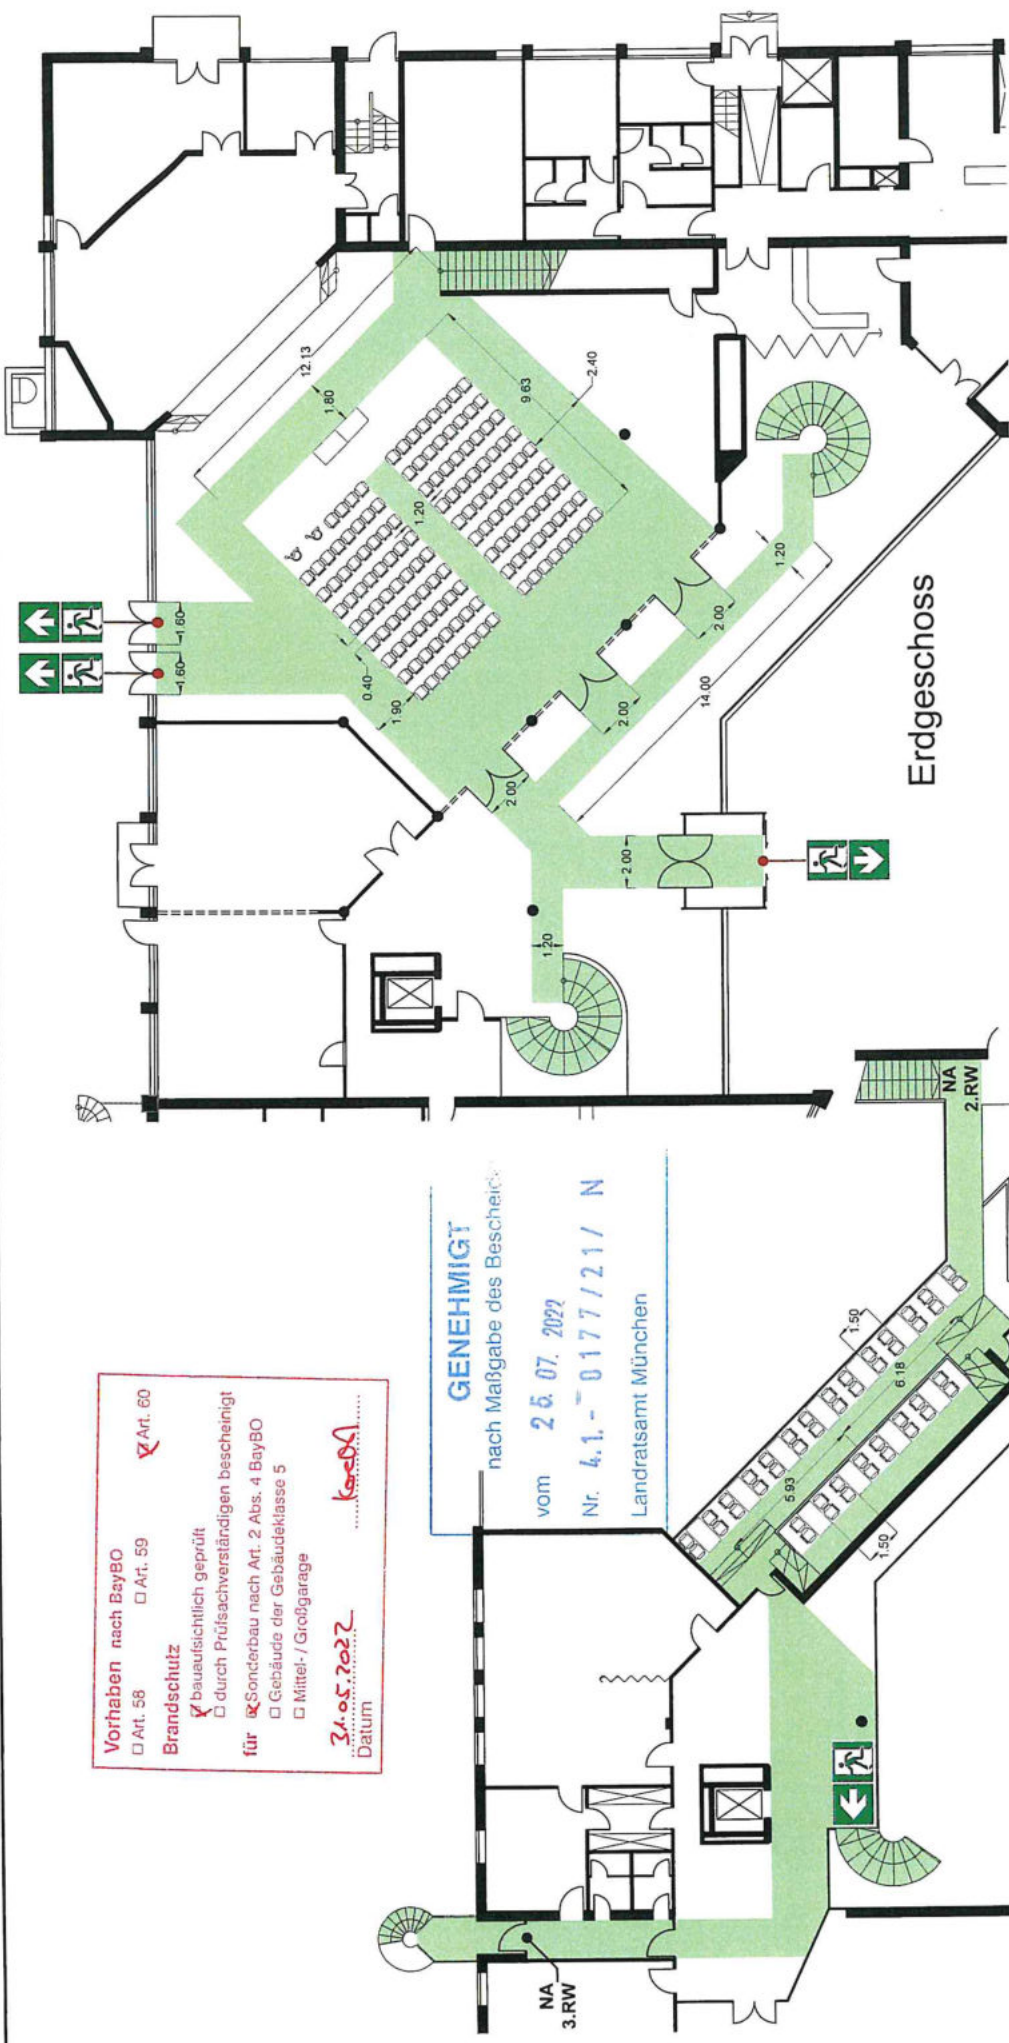 Vorhaben nach BayBO
☐ Art. 58 ☐ Art. 59 ☒ Art. 60
Brandschutz
☒ bauaufsichtlich geprüft
☐ durch Prüfsachverständigen bescheinigt
für ☒ Sonderbau nach Art. 2 Abs. 4 BayBO
☐ Gebäude der Gebäudeklasse 5
☐ Mittel- / Großgarage
31.05.2022
Datum
GENEHMIGT
nach Maßgabe des Bescheids
vom 25. 07. 2022
Nr. 4.1. - 0177/21/ N
Landratsamt München
12.13
1.80
9.63
2.40
1.20
1.60
1.60
0.40
1.90
2.00
2.00
2.00
1.20
14.00
2.00
1.20
Erdgeschoss
NA
2.RW
1.50
6.18
5.93
1.50
NA
3.RW